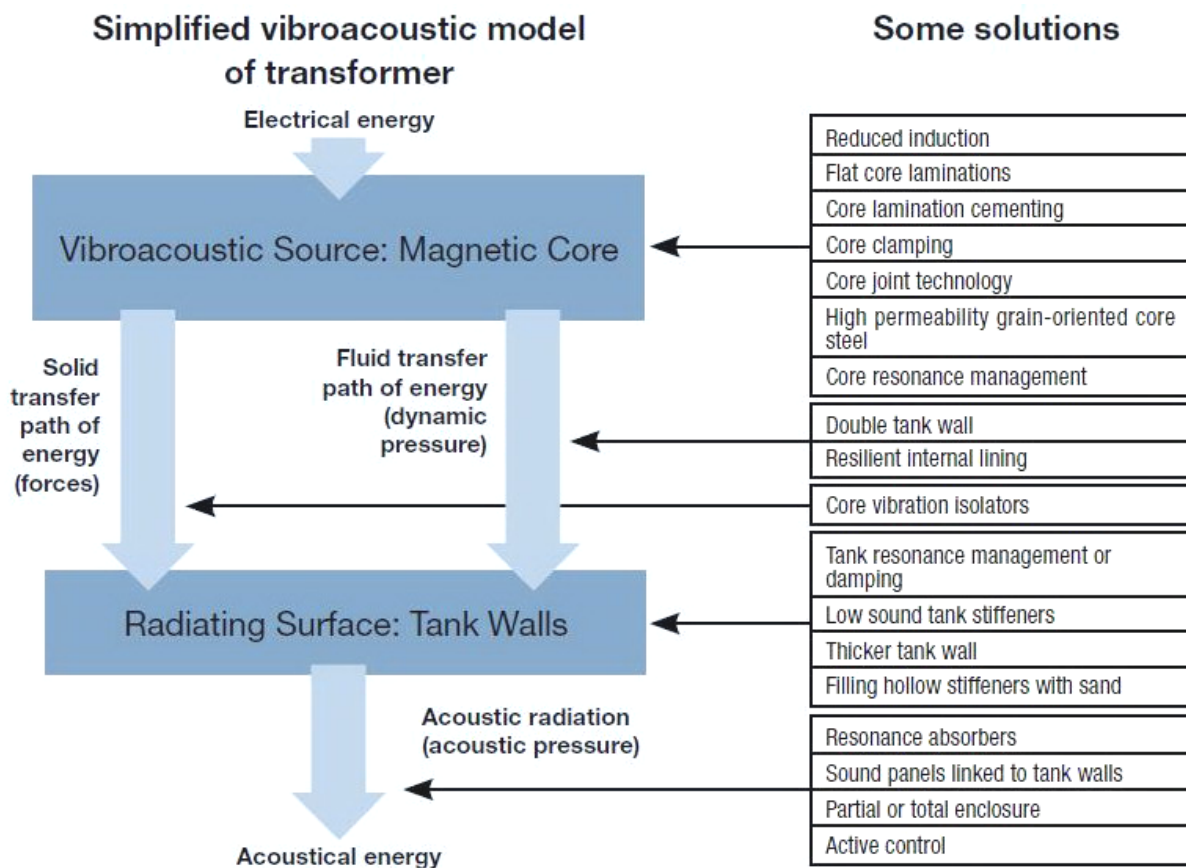 Simplified vibroacoustic model
of transformer
Electrical energy
Vibroacoustic Source: Magnetic Core
Solid
transfer
path of
energy
(forces)
Fluid transfer
path of energy
(dynamic
pressure)
Radiating Surface: Tank Walls
Acoustic radiation
(acoustic pressure)
Acoustical energy
Some solutions
Reduced induction
Flat core laminations
Core lamination cementing
Core clamping
Core joint technology
High permeability grain-oriented core
steel
Core resonance management
Double tank wall
Resilient internal lining
Core vibration isolators
Tank resonance management or
damping
Low sound tank stiffeners
Thicker tank wall
Filling hollow stiffeners with sand
Resonance absorbers
Sound panels linked to tank walls
Partial or total enclosure
Active control